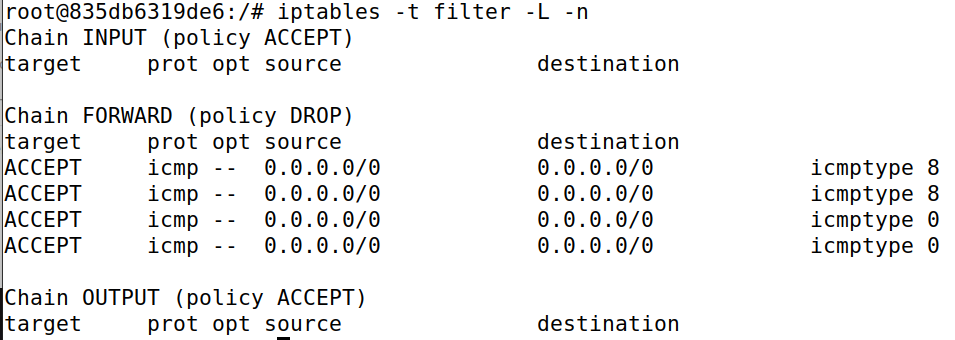 root@835db6319de6:/# iptables -t filter -L -n
Chain INPUT (policy ACCEPT)
target     prot opt source               destination

Chain FORWARD (policy DROP)
target     prot opt source               destination
ACCEPT     icmp --  0.0.0.0/0            0.0.0.0/0            icmptype 8
ACCEPT     icmp --  0.0.0.0/0            0.0.0.0/0            icmptype 8
ACCEPT     icmp --  0.0.0.0/0            0.0.0.0/0            icmptype 0
ACCEPT     icmp --  0.0.0.0/0            0.0.0.0/0            icmptype 0

Chain OUTPUT (policy ACCEPT)
target     prot opt source               destination